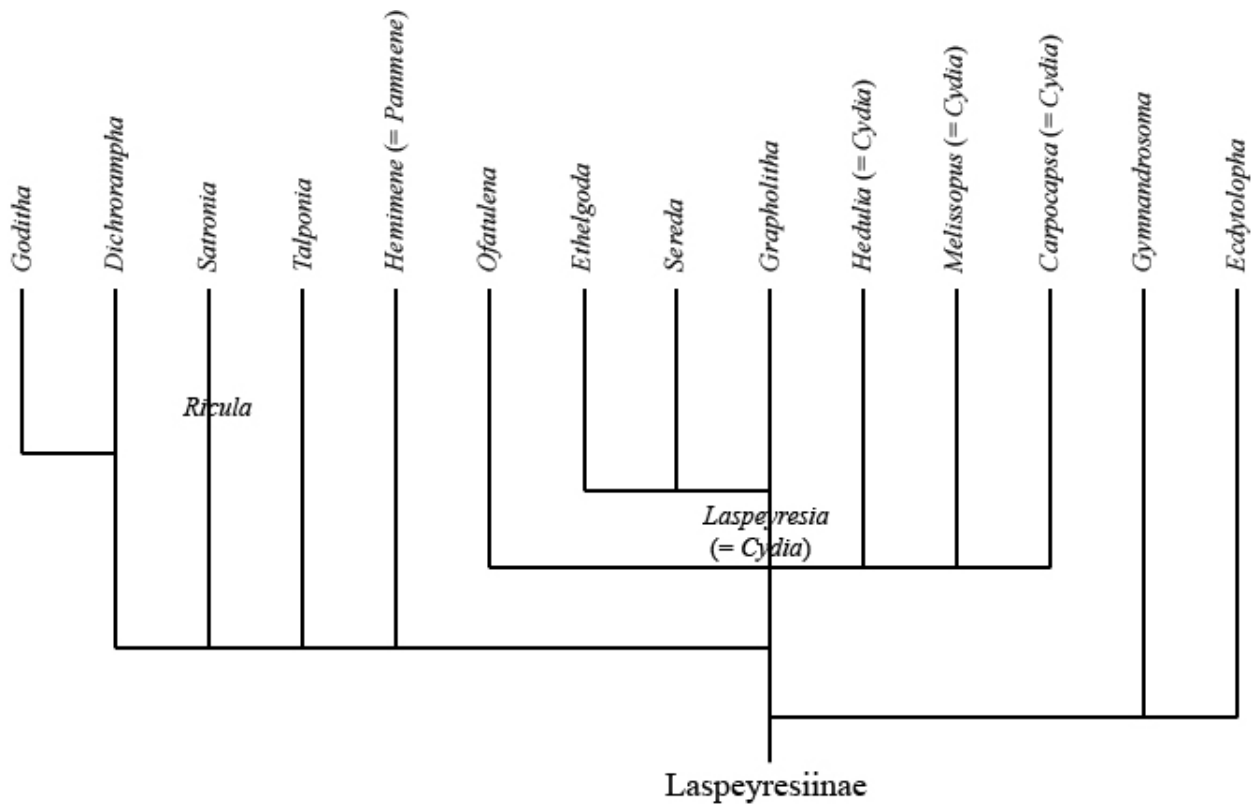 Goditha
Dichrorampha
Satronia
Talponia
Hemimene (= Pammene)
Ofatulena
Ethelgoda
Sereda
Grapholitha
Hedulia (= Cydia)
Melissopus (= Cydia)
Carpocapsa (= Cydia)
Gymnandrosoma
Ecdytolopha
Ricula
Laspeyresia
(= Cydia)
Laspeyresiinae